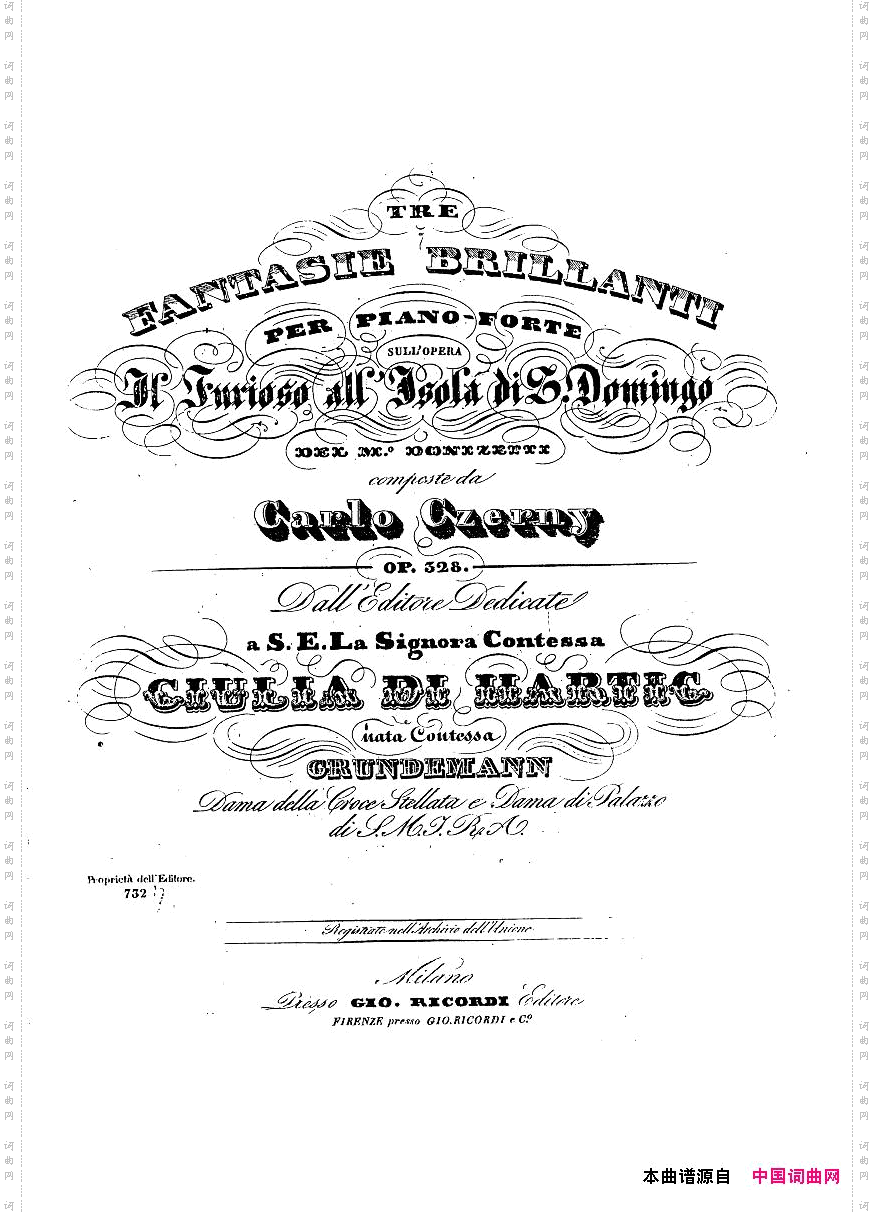 TRE
FANTASIE BRILLANTI
PER PIANO-FORTE
SULL'OPERA
Il Furioso all'Isola di S. Domingo
DEL M.º DONIZETTI
composte da
Carlo Czerny
OP. 328.
Dall'Editore Dedicate
a S. E. La Signora Contessa
GIULIA DI HARTIG
nata Contessa
GRUNDEMANN
Dama della Croce Stellata e Dama di Palazzo
di S. M. I. R. A.
Proprietà dell'Editore.
732
Registrate nell'Archivio dell'Unione
Milano
Presso GIO. RICORDI Editore
FIRENZE presso GIO. RICORDI e Cº
本曲谱源自 中国词曲网